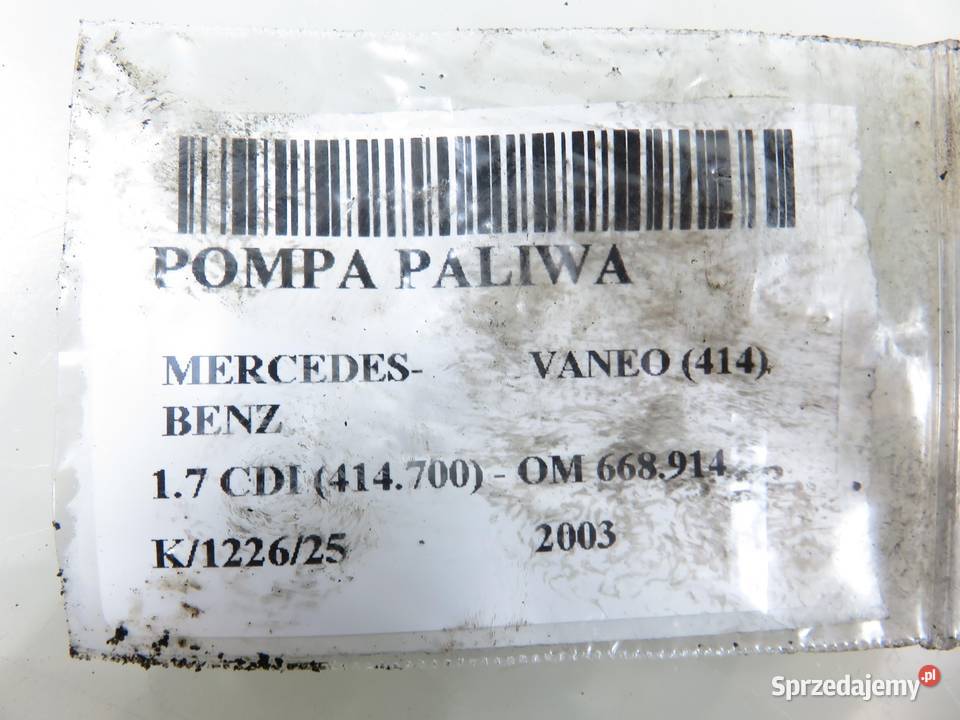 POMPA PALIWA
MERCEDES- VANEO (414)
BENZ
1.7 CDI (414.700) - OM 668.914
K/1226/25 2003
Sprzedajemy.pl